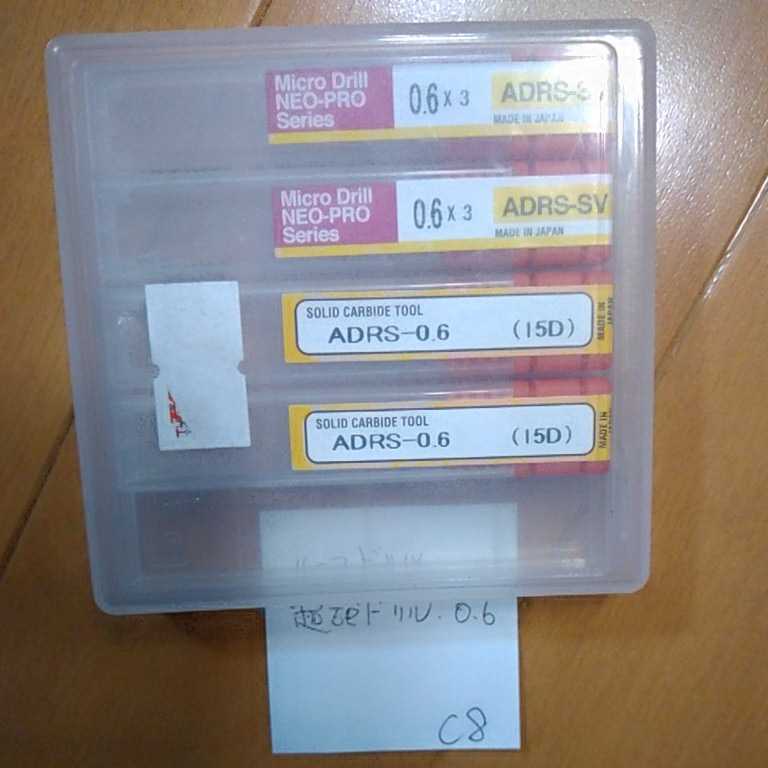 Micro Drill
NEO-PRO
Series
0.6 x 3
ADRS-
MADE IN JAPAN
Micro Drill
NEO-PRO
Series
0.6 x 3
ADRS-SV
MADE IN JAPAN
SOLID CARBIDE TOOL
ADRS-0.6 (15D)
MADE IN
JAPAN
SOLID CARBIDE TOOL
ADRS-0.6 (15D)
MADE IN
超硬ドリル. 0.6
C8